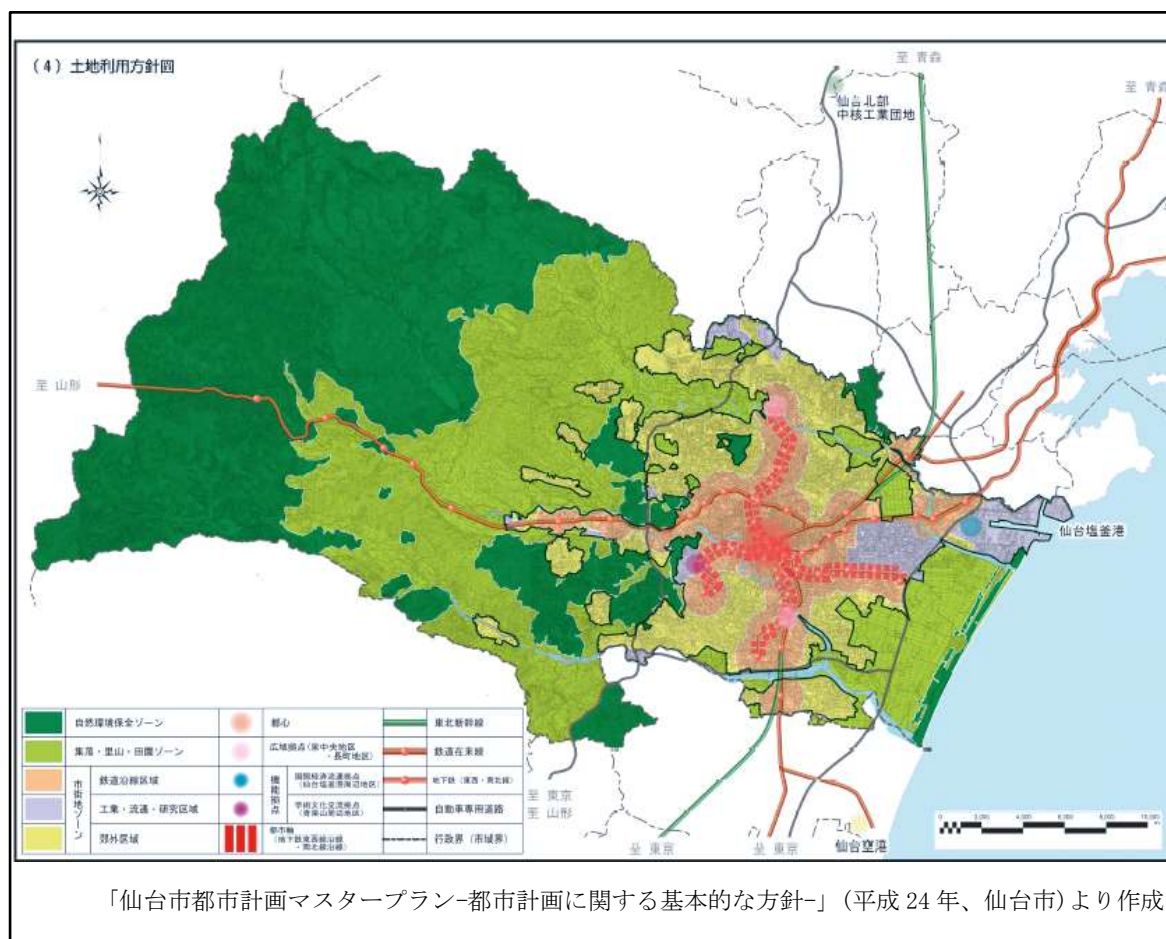 (4)土地利用方針図
至 青森
至 青森
仙台北部
中核工業団地
至 山形
仙台塩釜港
自然環境保全ゾーン
集落・里山・田園ゾーン
市街地ゾーン
鉄道沿線区域
工業・流通・研究区域
郊外区域
都心
広域拠点(泉中央地区
・長町地区)
機能拠点
国際経済流通拠点
(仙台塩釜港周辺地区)
学術文化交流拠点
(青葉山周辺地区)
都市軸
(地下鉄東西線沿線
・南北線沿線)
東北新幹線
鉄道在来線
地下鉄(東西・南北線)
自動車専用道路
行政界(市域界)
至 東京
至 山形
至 東京
至 東京
仙台空港
0 2,000 4,000 6,000 8,000 10,000
m
「仙台市都市計画マスタープラン-都市計画に関する基本的な方針-」(平成 24 年、仙台市)より作成